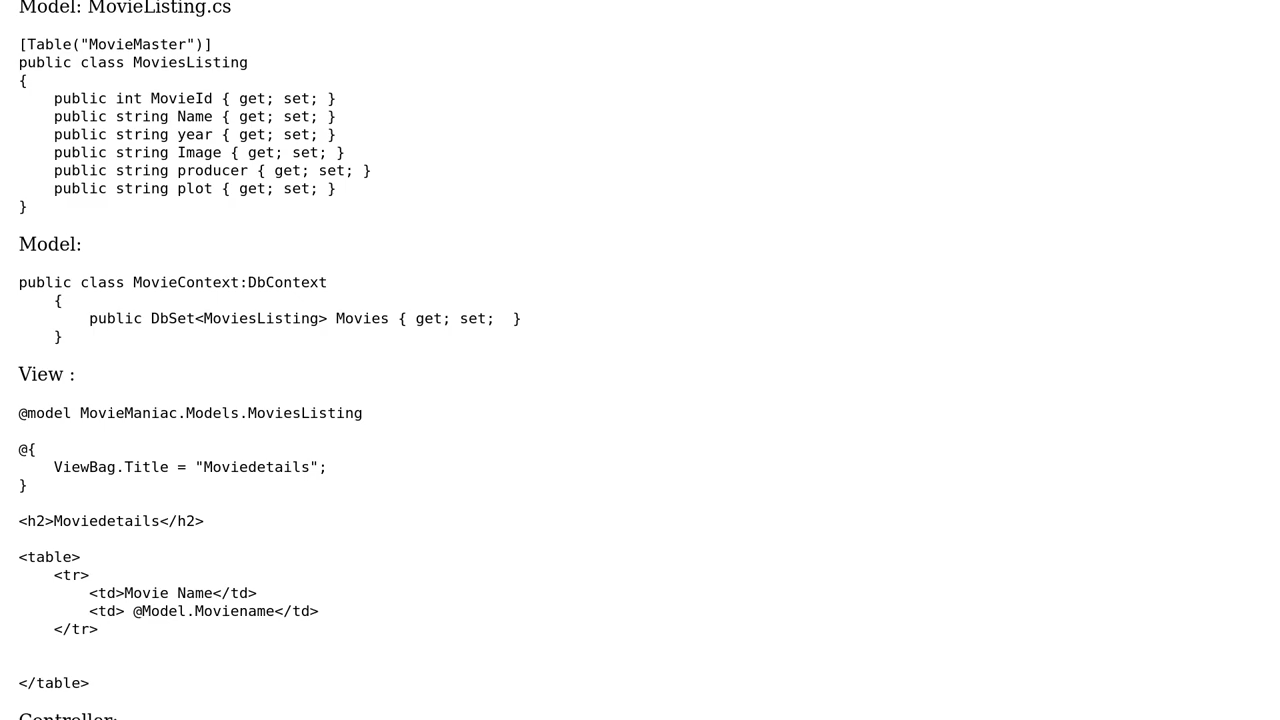 Model: MovieListing.cs
[Table("MovieMaster")]
public class MoviesListing
{
    public int MovieId { get; set; }
    public string Name { get; set; }
    public string year { get; set; }
    public string Image { get; set; }
    public string producer { get; set; }
    public string plot { get; set; }
}
Model:
public class MovieContext:DbContext
    {
        public DbSet<MoviesListing> Movies { get; set;  }
    }
View :
@model MovieManiac.Models.MoviesListing
@{
    ViewBag.Title = "Moviedetails";
}
<h2>Moviedetails</h2>
<table>
    <tr>
        <td>Movie Name</td>
        <td> @Model.Moviename</td>
    </tr>
</table>
Controller: